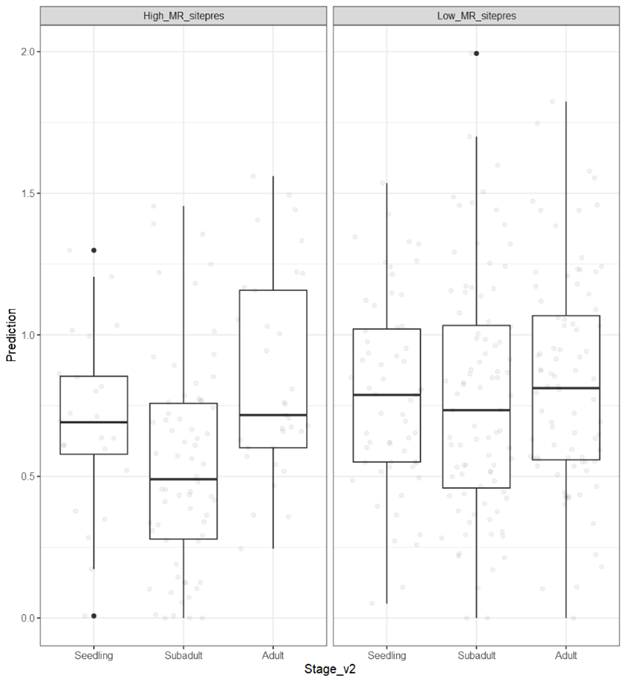 High_MR_sitepres
Low_MR_sitepres
2.0
1.5
1.0
0.5
0.0
Prediction
Seedling
Subadult
Adult
Seedling
Subadult
Adult
Stage_v2